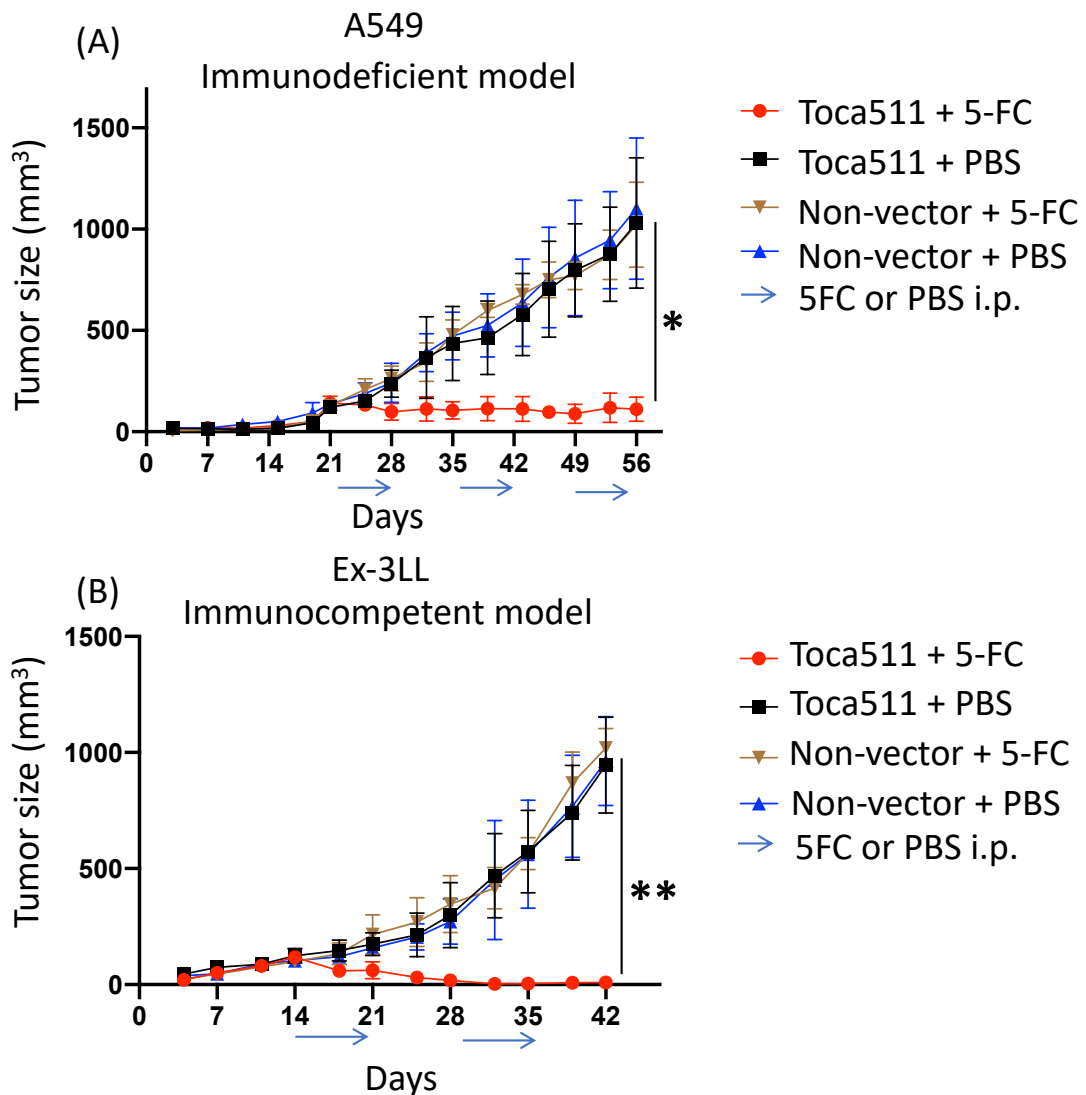 (A)
A549
Immunodeficient model
Tumor size (mm³)
1500
1000
500
0
0 7 14 21 28 35 42 49 56
Days
*
Toca511 + 5-FC
Toca511 + PBS
Non-vector + 5-FC
Non-vector + PBS
5FC or PBS i.p.
(B)
Ex-3LL
Immunocompetent model
Tumor size (mm³)
1500
1000
500
0
0 7 14 21 28 35 42
Days
**
Toca511 + 5-FC
Toca511 + PBS
Non-vector + 5-FC
Non-vector + PBS
5FC or PBS i.p.